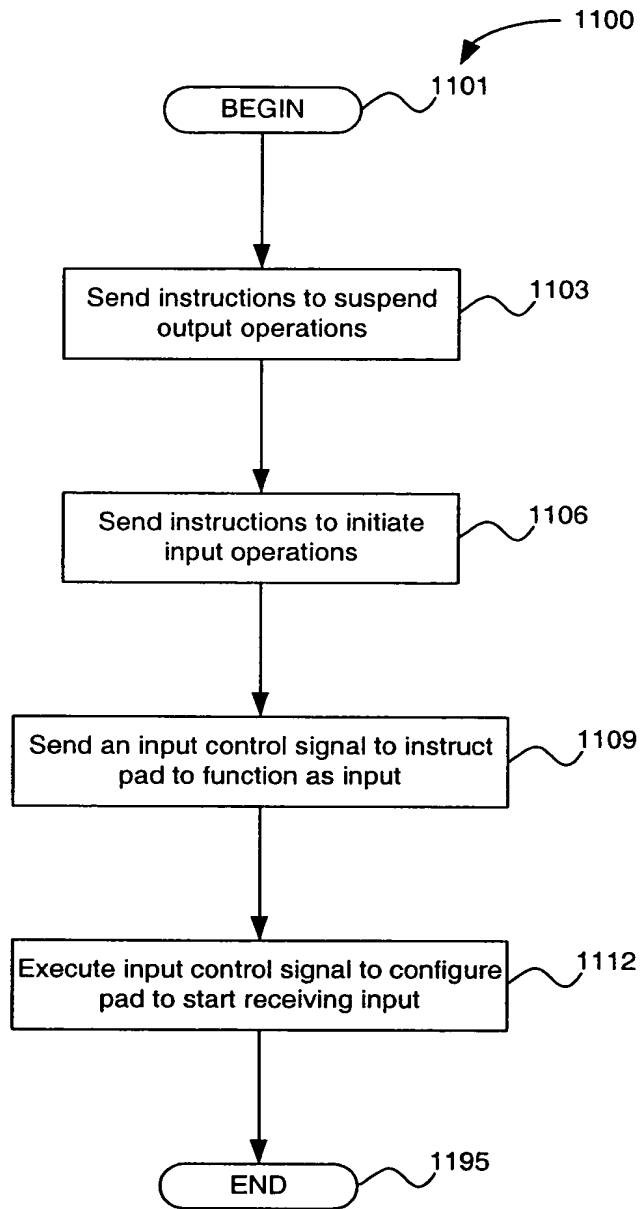 1100
BEGIN
1101
Send instructions to suspend
output operations
1103
Send instructions to initiate
input operations
1106
Send an input control signal to instruct
pad to function as input
1109
Execute input control signal to configure
pad to start receiving input
1112
END
1195